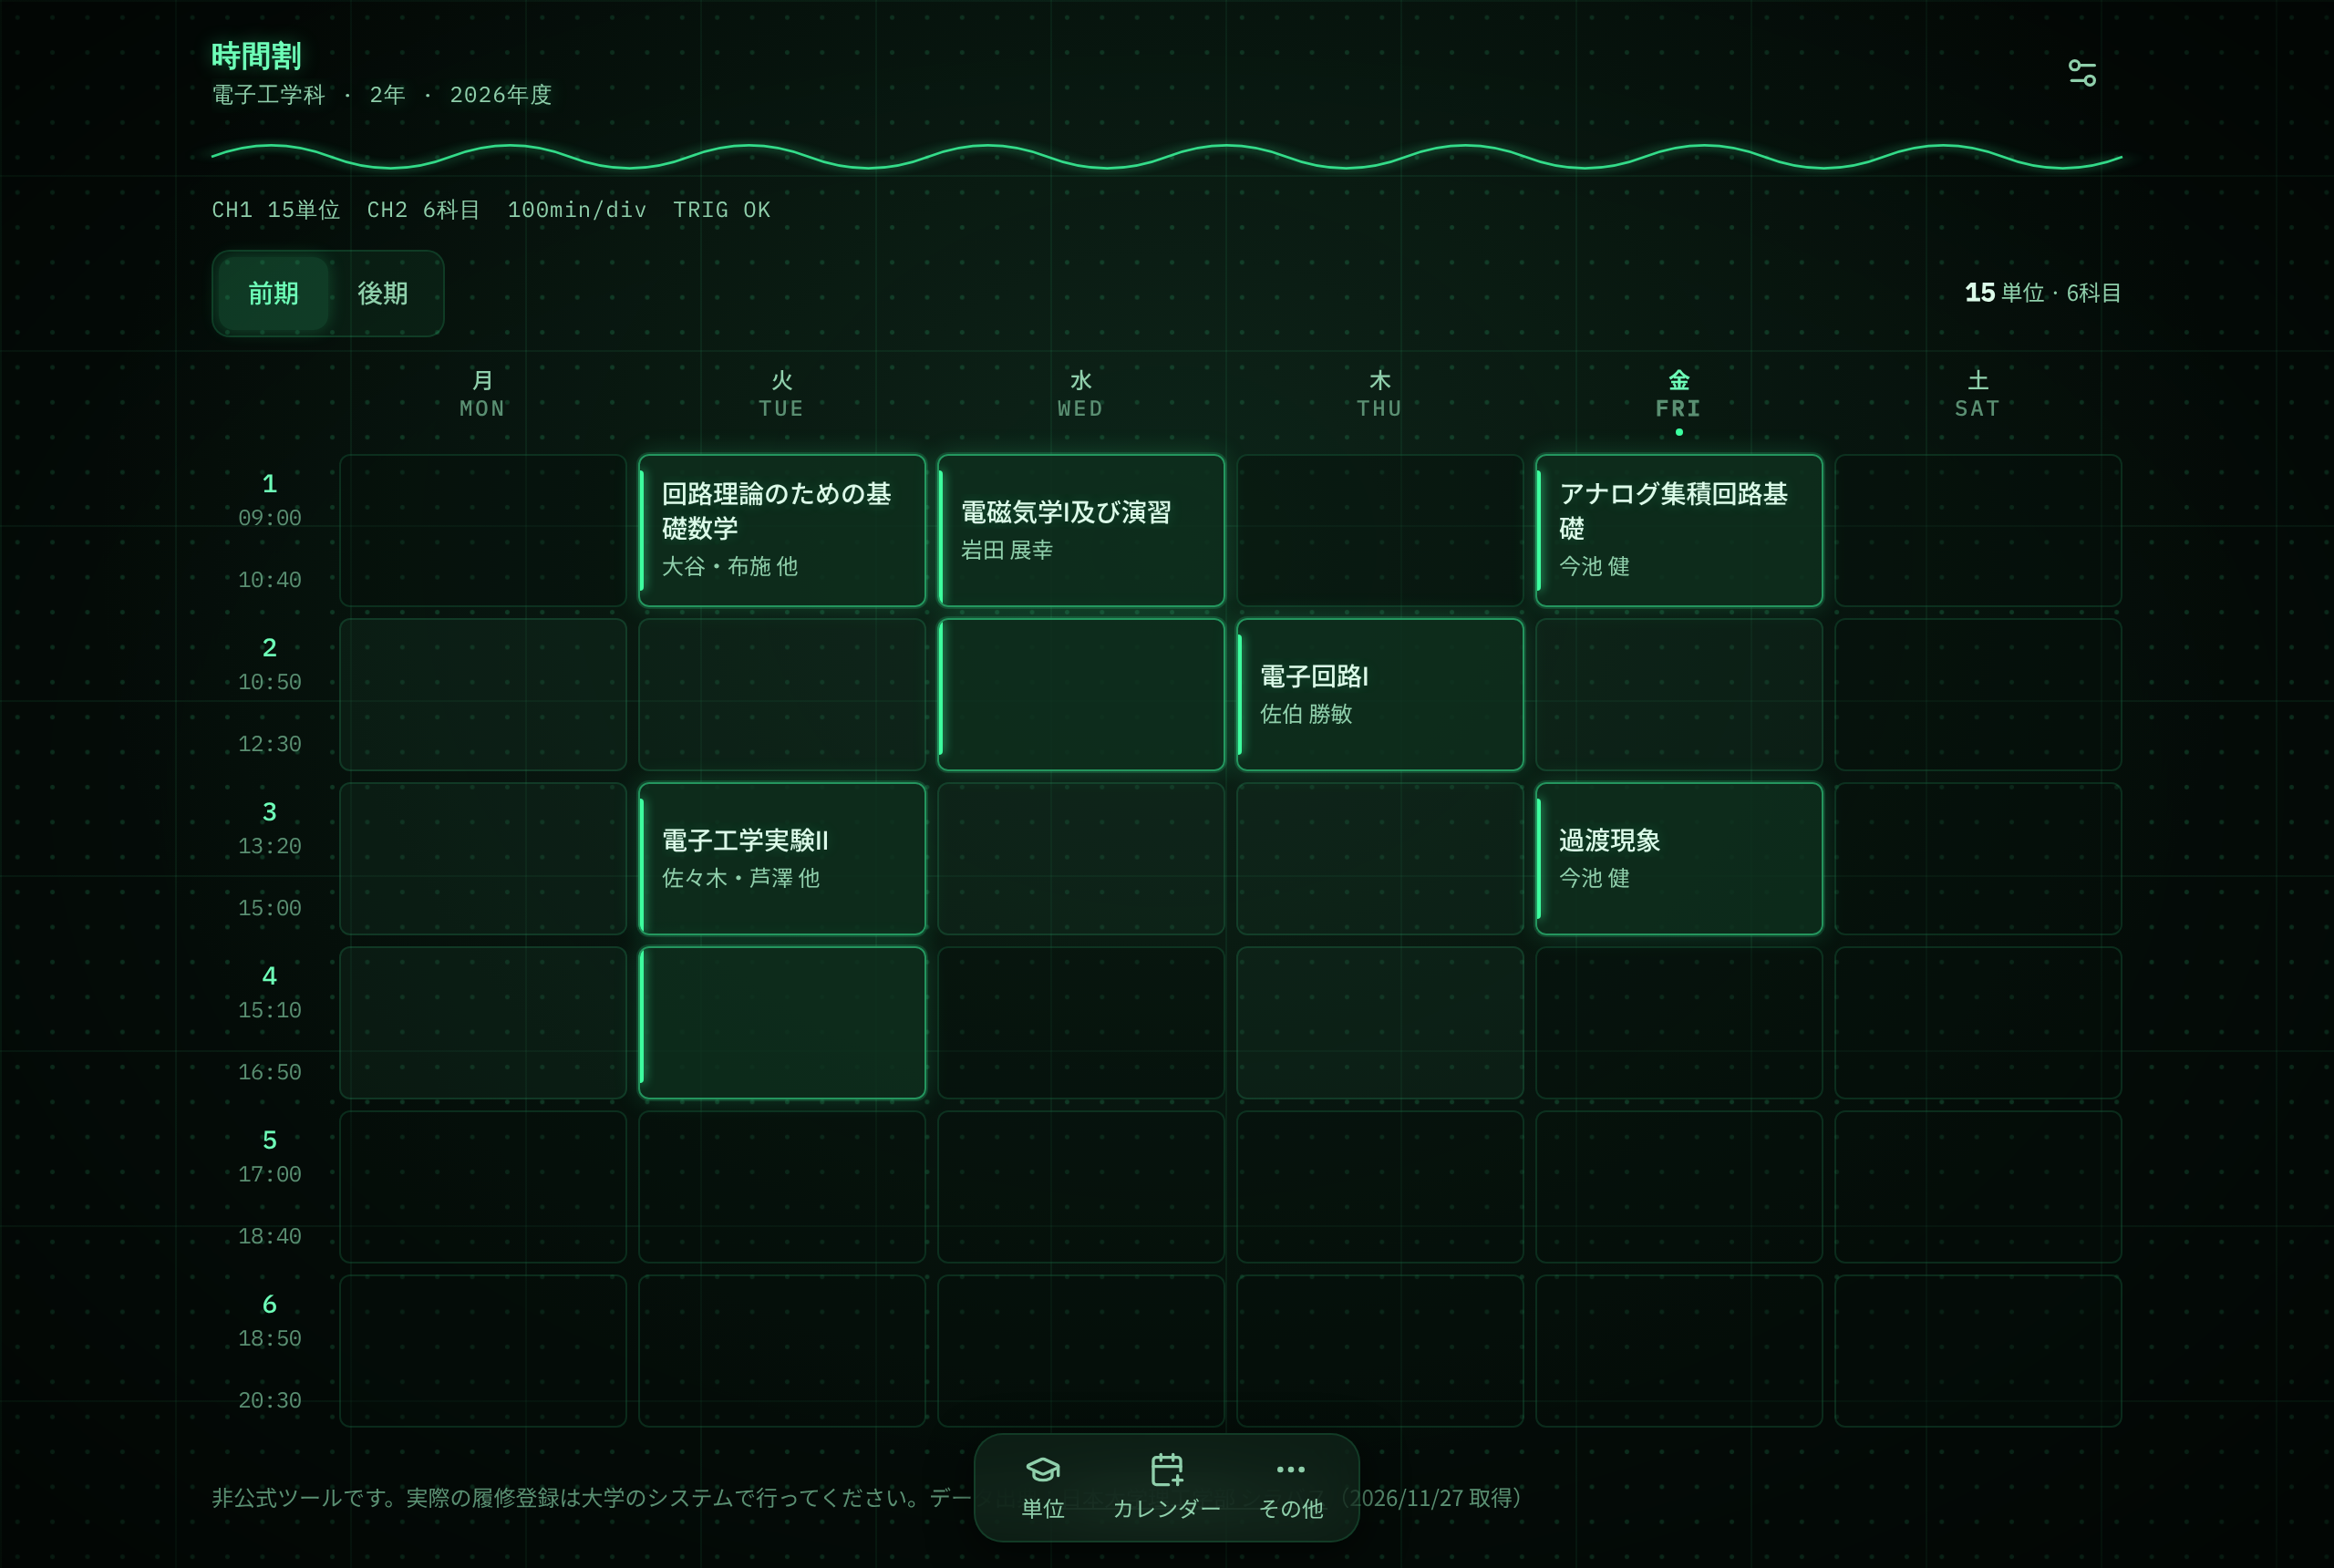 時間割
電子工学科 · 2年 · 2026年度
CH1 15単位 CH2 6科目 100min/div TRIG OK
前期 後期
15 単位 · 6科目
月 火 水 木 金 土
MON TUE WED THU FRI SAT
1
09:00
10:40
回路理論のための基
礎数学
大谷・布施 他
電磁気学I及び演習
岩田 展幸
アナログ集積回路基
礎
今池 健
2
10:50
12:30
電子回路I
佐伯 勝敏
3
13:20
15:00
電子工学実験II
佐々木・芦澤 他
過渡現象
今池 健
4
15:10
16:50
5
17:00
18:40
6
18:50
20:30
非公式ツールです。実際の履修登録は大学のシステムで行ってください。デー
（2026/11/27 取得）
単位 カレンダー その他